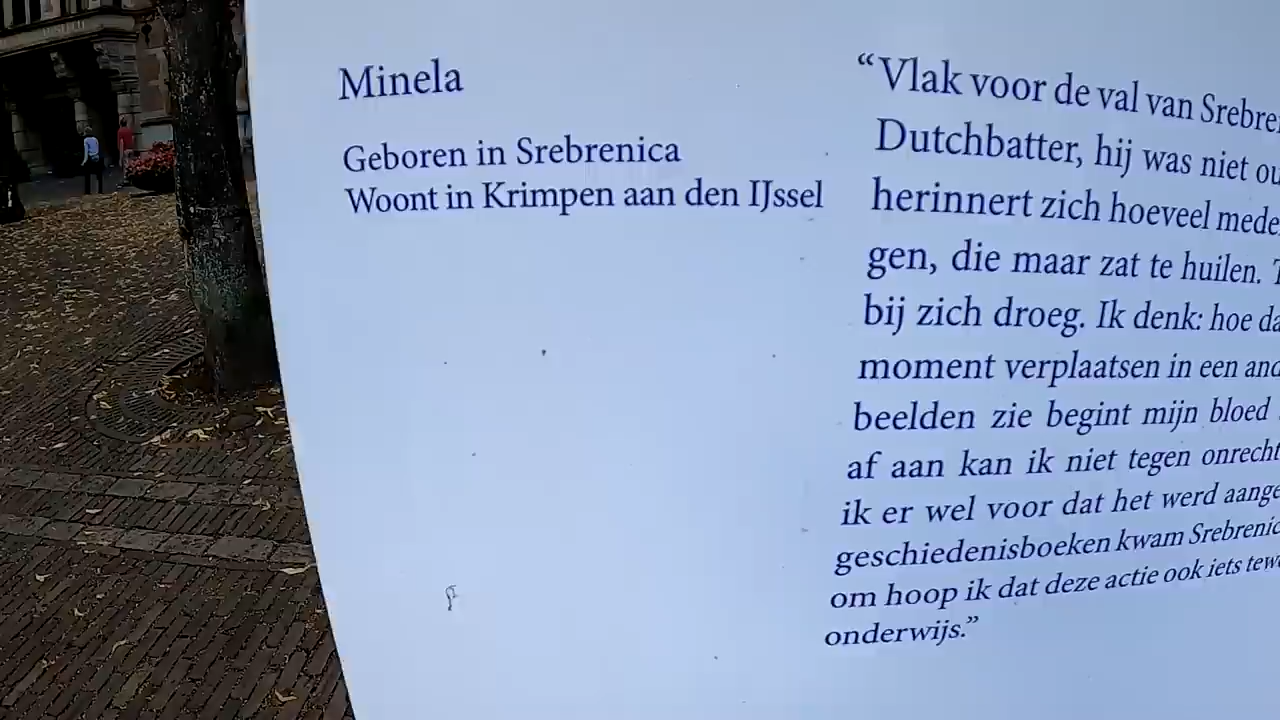 Minela
Geboren in Srebrenica
Woont in Krimpen aan den IJssel
“Vlak voor de val van
Dutchbatter, hij was niet
herinnert zich hoeveel
gen, die maar zat te huilen.
bij zich droeg. Ik denk: hoe
moment verplaatsen in een
beelden zie begint mijn bloed
af aan kan ik niet tegen
ik er wel voor dat het werd
geschiedenisboeken kwam
om hoop ik dat deze actie ook iets
onderwijs.”